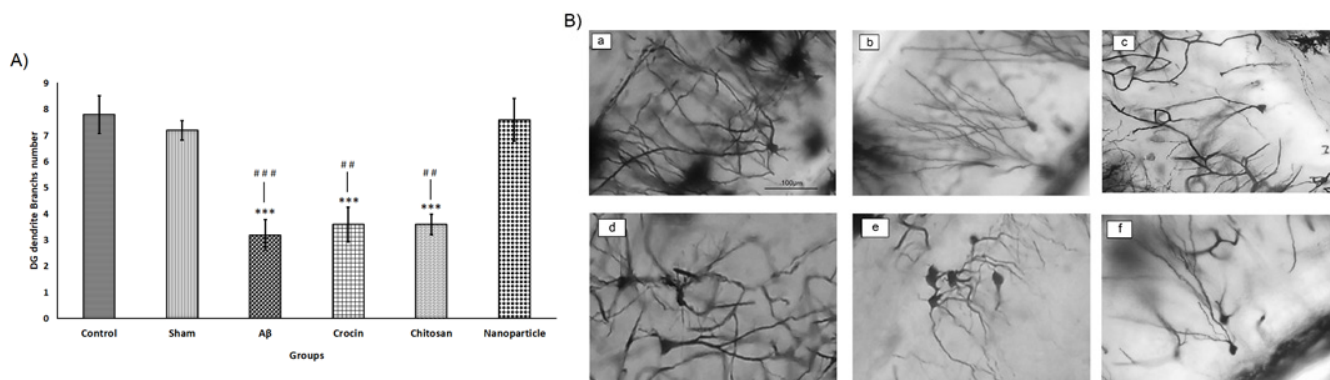 A)
DG dendrite Branchs number
9
8
7
6
5
4
3
2
1
0
###
***
##
***
##
***
Control Sham Aβ Crocin Chitosan Nanoparticle
Groups
B)
a
100µm
b
c
d
e
f